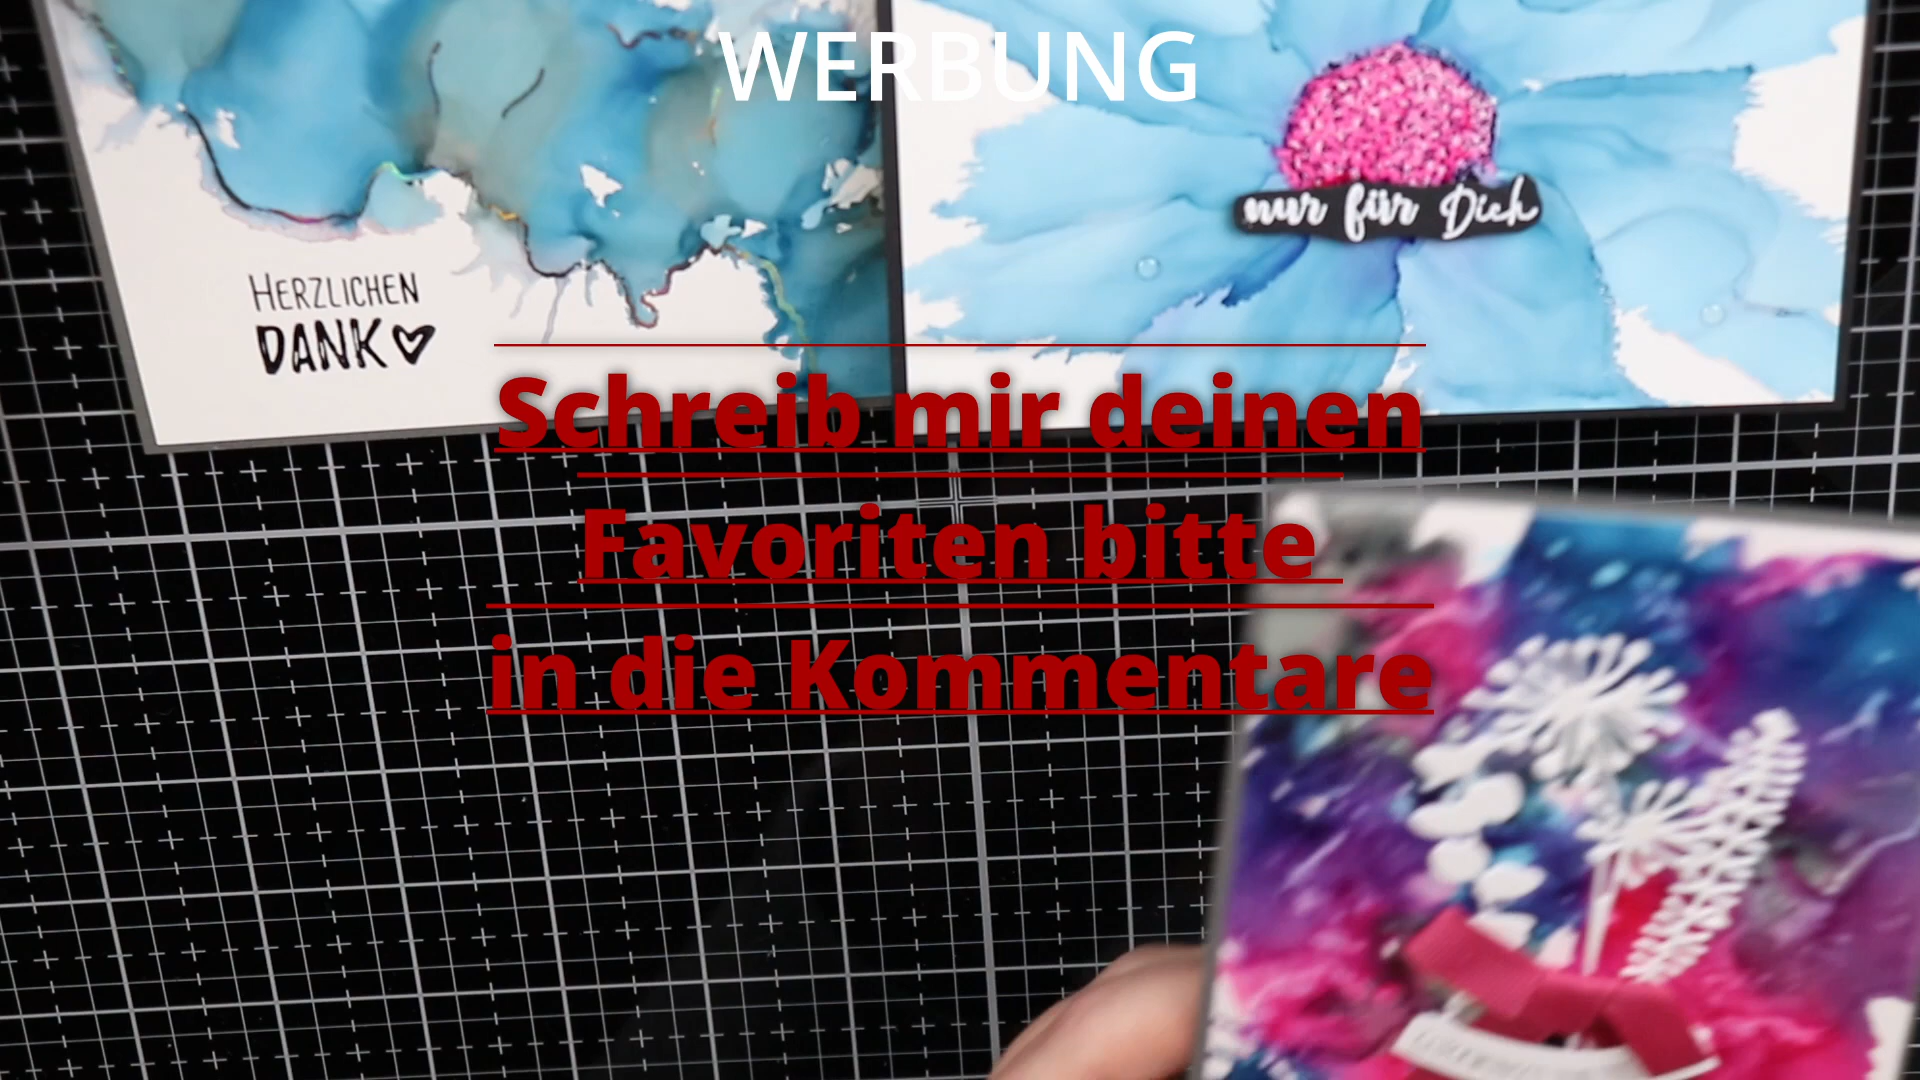 WERBUNG
nur für Dich
HERZLICHEN
DANK
Schreib mir deinen
Favoriten bitte
in die Kommentare